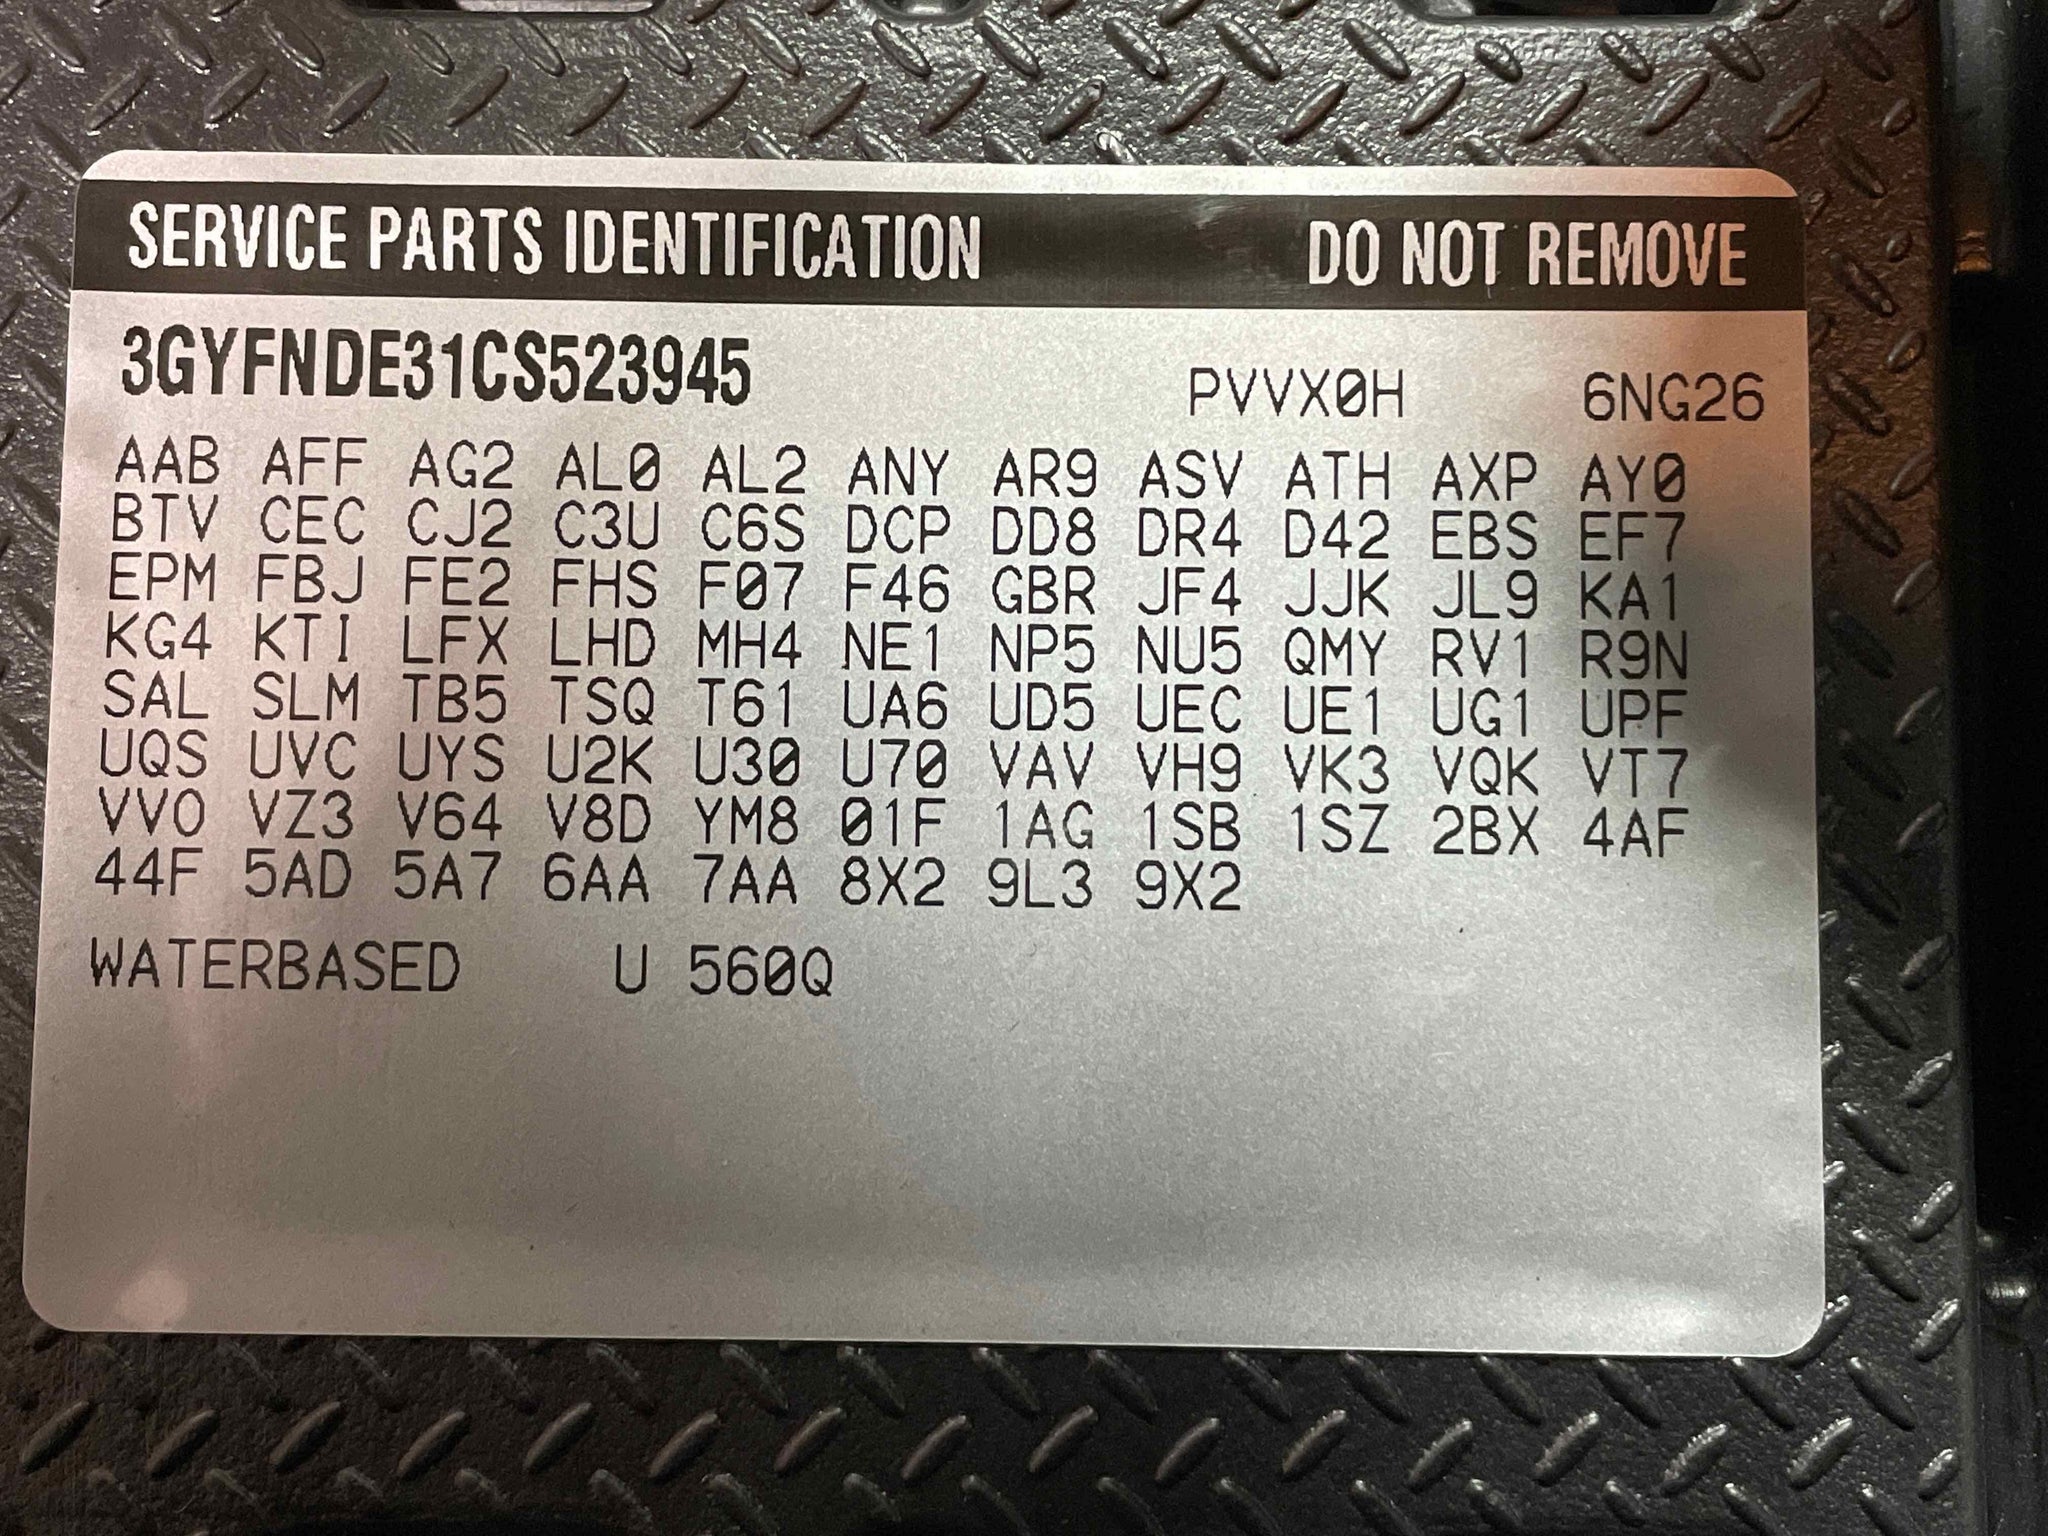 SERVICE PARTS IDENTIFICATION DO NOT REMOVE
3GYFNDE31CS523945 PVVX0H 6NG26
AAB AFF AG2 AL0 AL2 ANY AR9 ASV ATH AXP AY0
BTV CEC CJ2 C3U C6S DCP DD8 DR4 D42 EBS EF7
EPM FBJ FE2 FHS F07 F46 GBR JF4 JJK JL9 KA1
KG4 KTI LFX LHD MH4 NE1 NP5 NU5 QMY RV1 R9N
SAL SLM TB5 TSQ T61 UA6 UD5 UEC UE1 UG1 UPF
UQS UVC UYS U2K U30 U70 VAV VH9 VK3 VQK VT7
VVO VZ3 V64 V8D YM8 01F 1AG 1SB 1SZ 2BX 4AF
44F 5AD 5A7 6AA 7AA 8X2 9L3 9X2
WATERBASED U 560Q